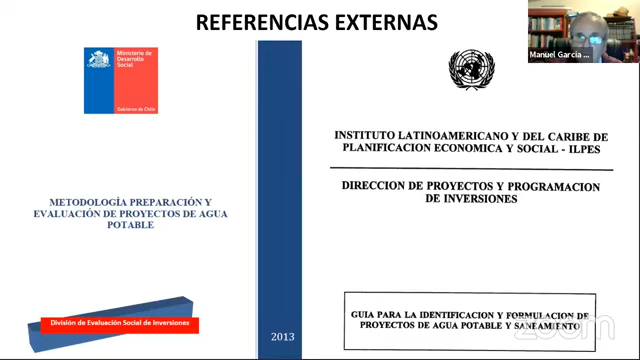 REFERENCIAS EXTERNAS
Manuel García ...
Ministerio de
Desarrollo
Social
Gobierno de Chile
METODOLOGÍA PREPARACIÓN Y
EVALUACIÓN DE PROYECTOS DE AGUA
POTABLE
División de Evaluación Social de Inversiones
2013
INSTITUTO LATINOAMERICANO Y DEL CARIBE DE
PLANIFICACION ECONOMICA Y SOCIAL - ILPES
DIRECCION DE PROYECTOS Y PROGRAMACION
DE INVERSIONES
GUIA PARA LA IDENTIFICACION Y FORMULACION DE
PROYECTOS DE AGUA POTABLE Y SANEAMIENTO
zoom